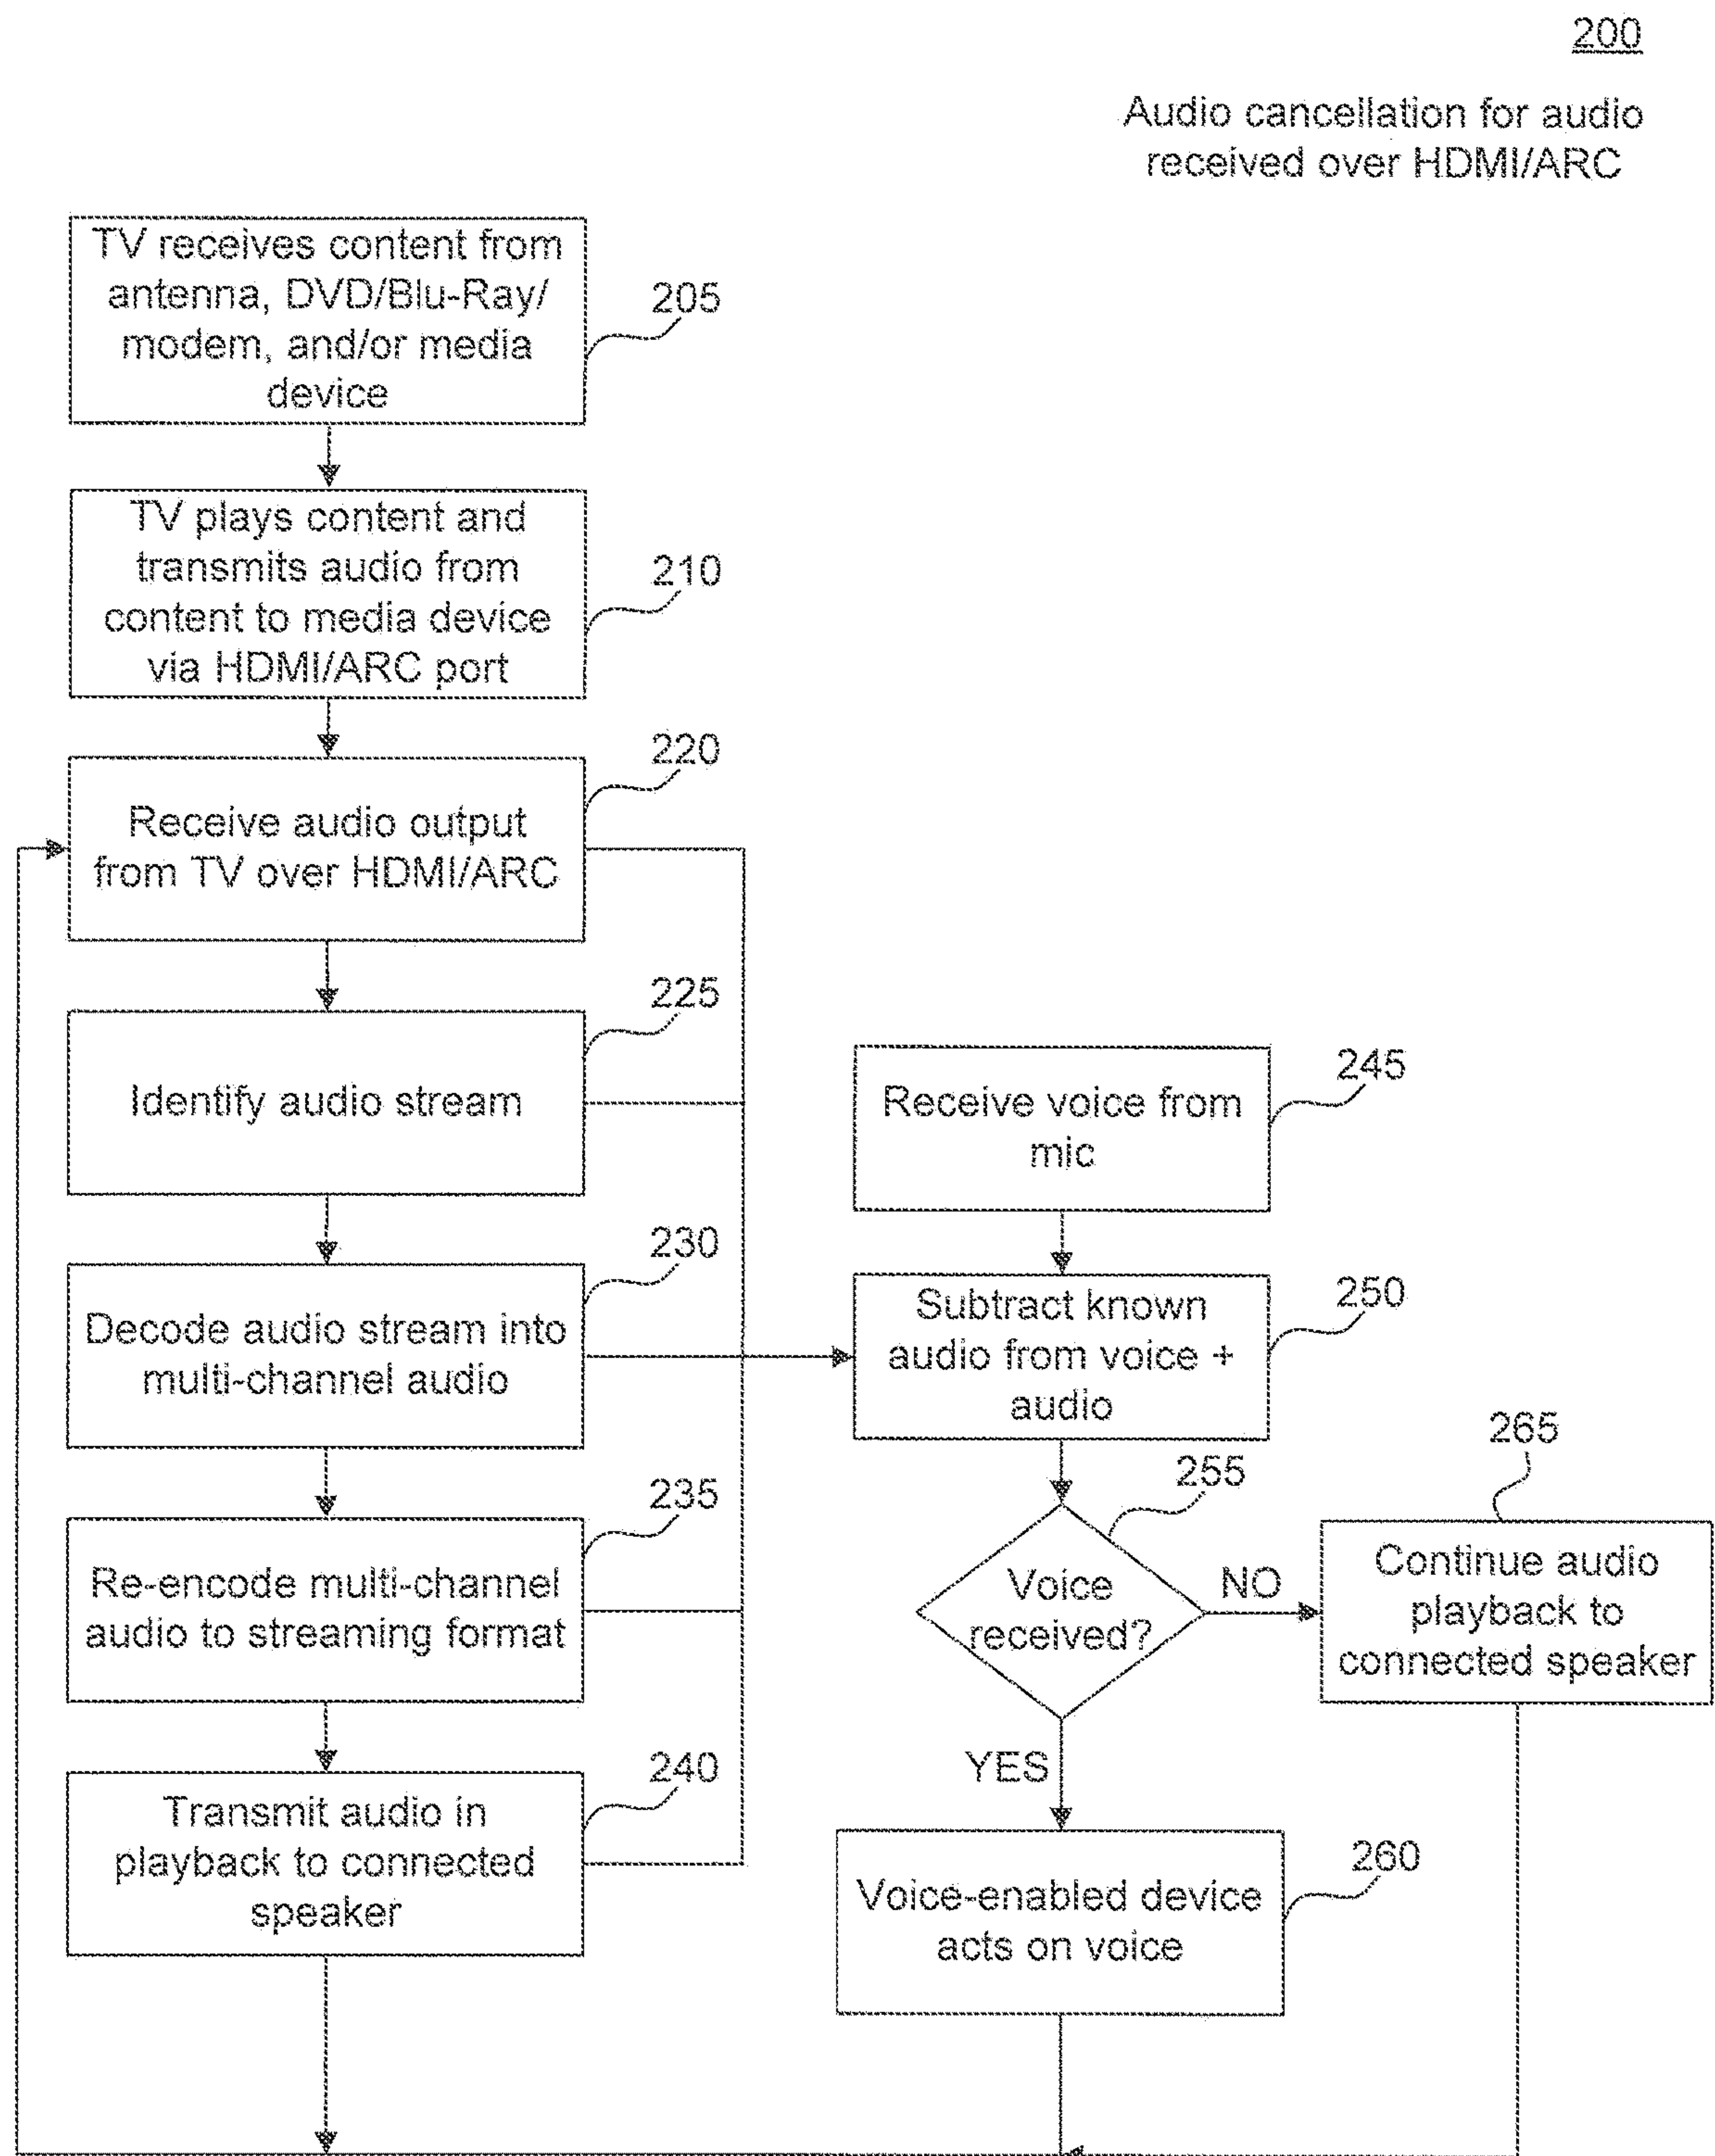 200
Audio cancellation for audio
received over HDMI/ARC
TV receives content from
antenna, DVD/Blu-Ray/
modem, and/or media
device
205
TV plays content and
transmits audio from
content to media device
via HDMI/ARC port
210
Receive audio output
from TV over HDMI/ARC
220
Identify audio stream
225
Decode audio stream into
multi-channel audio
230
Re-encode multi-channel
audio to streaming format
235
Transmit audio in
playback to connected
speaker
240
Receive voice from
mic
245
Subtract known
audio from voice +
audio
250
Voice
received?
255
NO
YES
Voice-enabled device
acts on voice
260
Continue audio
playback to
connected speaker
265